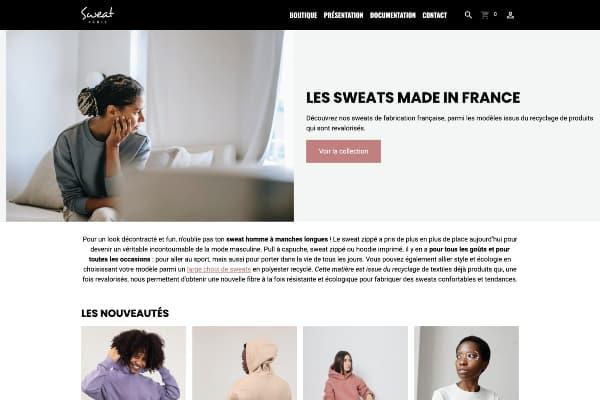 Sweat
BOUTIQUE PRÉSENTATION DOCUMENTATION CONTACT 0
LES SWEATS MADE IN FRANCE
Découvrez nos sweats de fabrication française, parmi les modèles issus du recyclage de produits
qui sont revalorisés.
Voir la collection
Pour un look décontracté et fun, n'oublie pas ton sweat homme à manches longues ! Le sweat zippé a pris de plus en plus de place aujourd'hui pour
devenir un véritable incontournable de la mode masculine. Pull à capuche, sweat zippé ou hoodie imprimé, il y en a pour tous les goûts et pour
toutes les occasions : pour aller au sport, mais aussi pour porter dans la vie de tous les jours. Vous pouvez également allier style et écologie en
choisissant votre modèle parmi un large choix de sweats en polyester recyclé. Cette matière est issue du recyclage de textiles déjà produits qui, une
fois revalorisés, nous permettent d'obtenir une nouvelle fibre à la fois résistante et écologique pour fabriquer des sweats confortables et tendances.
LES NOUVEAUTÉS